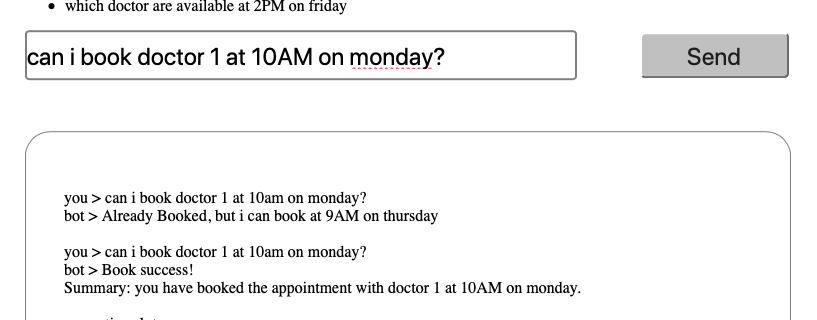 • which doctor are available at 2PM on friday
can i book doctor 1 at 10AM on monday?
Send
you > can i book doctor 1 at 10am on monday?
bot > Already Booked, but i can book at 9AM on thursday
you > can i book doctor 1 at 10am on monday?
bot > Book success!
Summary: you have booked the appointment with doctor 1 at 10AM on monday.